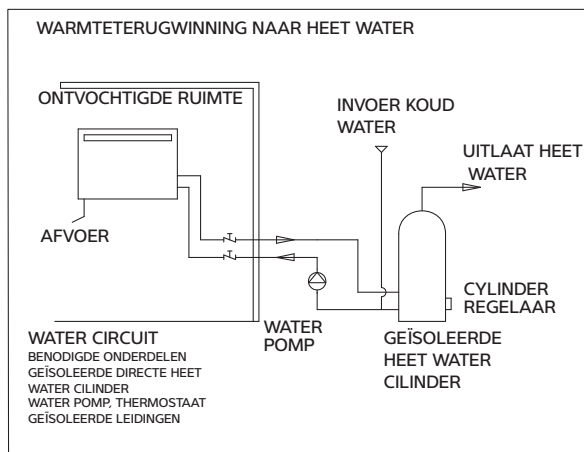 WARMTETERUGWINNING NAAR HEET WATER
ONTVOCHTIGDE RUIMTE
INVOER KOUD
WATER
UITLAAT HEET
WATER
AFVOER
CYLINDER
REGELAAR
WATER
POMP
GEÏSOLEERDE
HEET WATER
CILINDER
WATER CIRCUIT
BENODIGDE ONDERDELEN
GEÏSOLEERDE DIRECTE HEET
WATER CILINDER
WATER POMP, THERMOSTAAT
GEÏSOLEERDE LEIDINGEN